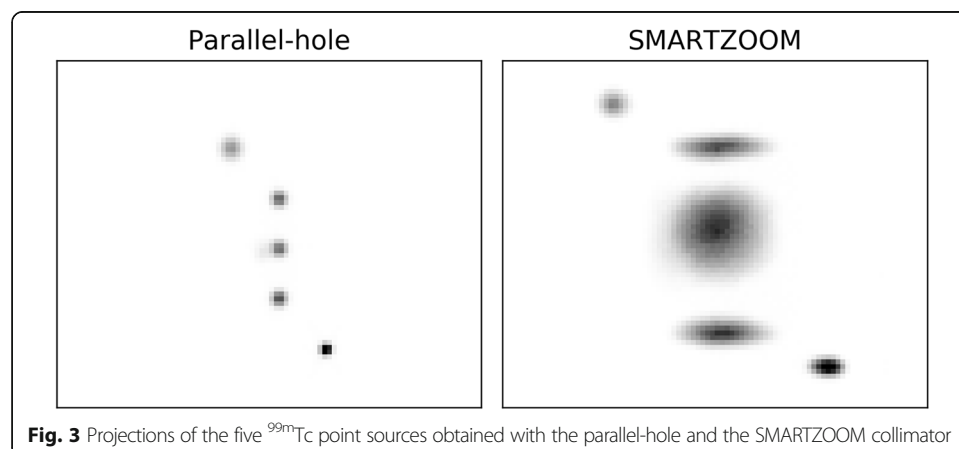 Parallel-hole
SMARTZOOM
Fig. 3 Projections of the five 99mTc point sources obtained with the parallel-hole and the SMARTZOOM collimator